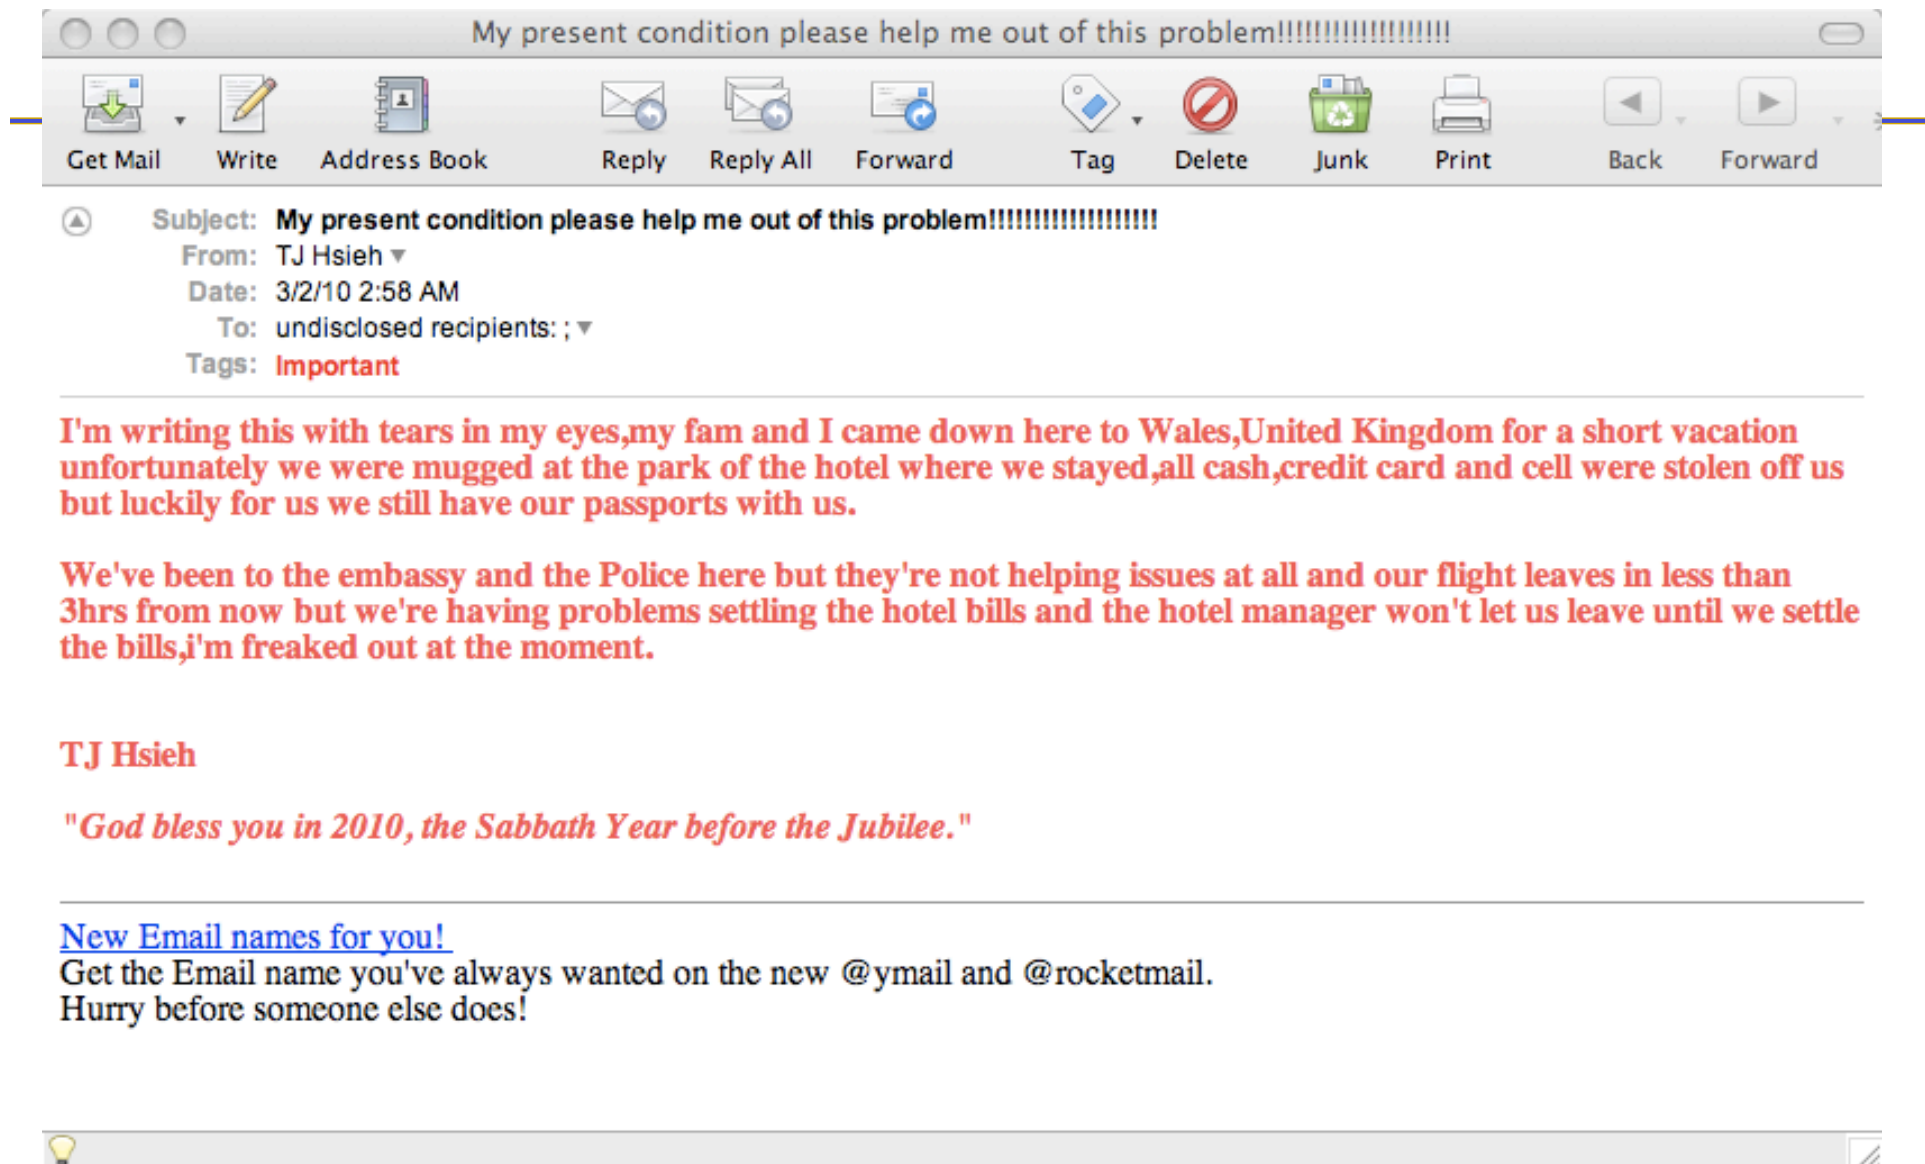 My present condition please help me out of this problem!!!!!!!!!!!!!!!!!!!
Get Mail Write Address Book Reply Reply All Forward Tag Delete Junk Print Back Forward
Subject: My present condition please help me out of this problem!!!!!!!!!!!!!!!!!!!
From: TJ Hsieh
Date: 3/2/10 2:58 AM
To: undisclosed recipients: ;
Tags: Important
I'm writing this with tears in my eyes,my fam and I came down here to Wales,United Kingdom for a short vacation
unfortunately we were mugged at the park of the hotel where we stayed,all cash,credit card and cell were stolen off us
but luckily for us we still have our passports with us.
We've been to the embassy and the Police here but they're not helping issues at all and our flight leaves in less than
3hrs from now but we're having problems settling the hotel bills and the hotel manager won't let us leave until we settle
the bills,i'm freaked out at the moment.
TJ Hsieh
"God bless you in 2010, the Sabbath Year before the Jubilee."
New Email names for you!
Get the Email name you've always wanted on the new @ymail and @rocketmail.
Hurry before someone else does!